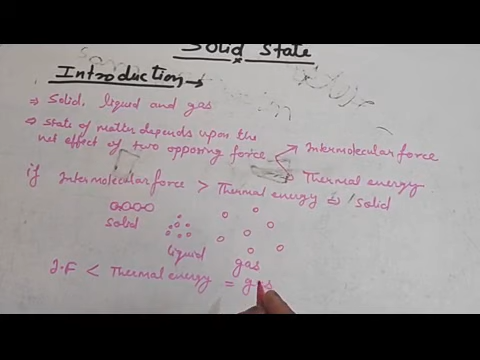 Solid State
Introduction →
⇒ Solid, liquid and gas
⇒ State of matter depends upon the
net effect of two opposing force
Intermolecular force
Thermal energy
if Intermolecular force > Thermal energy is Solid
Solid
liquid
gas
I.F < Thermal energy = gas